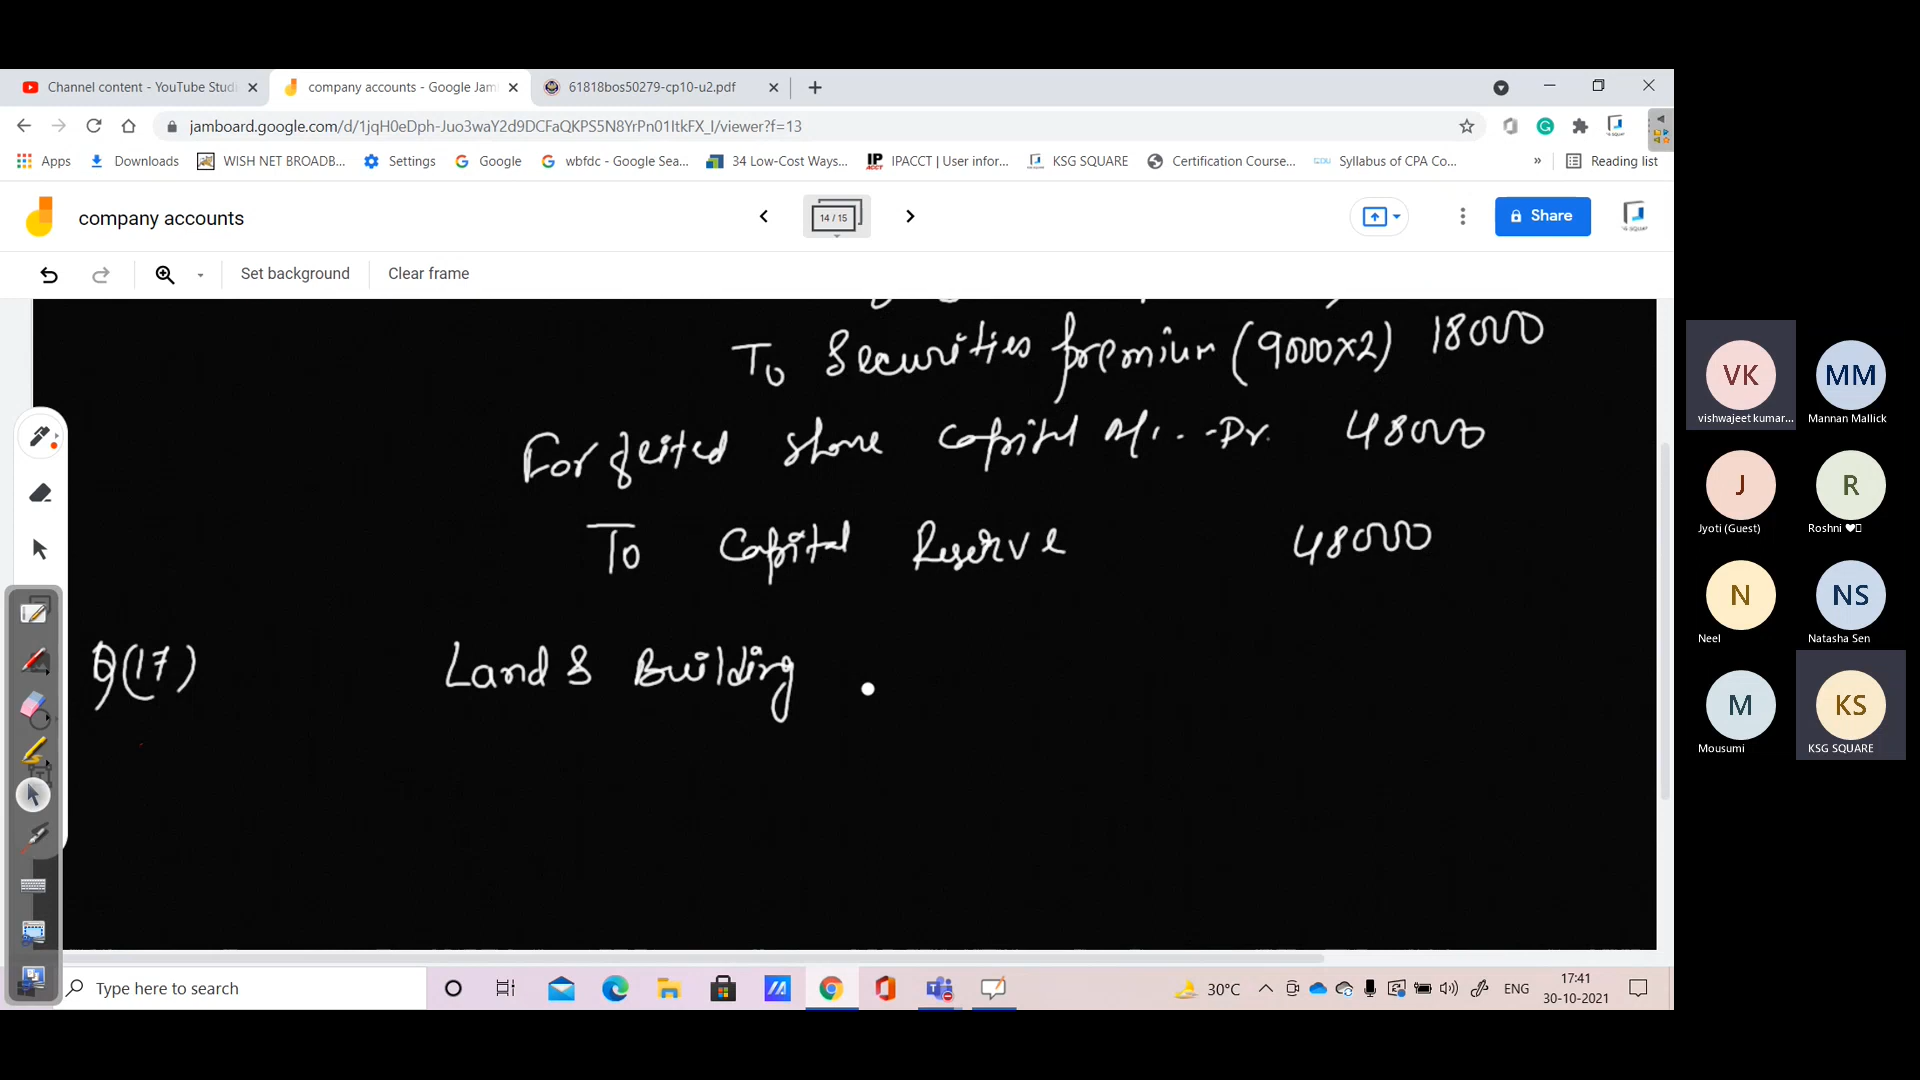 Channel content - YouTube Studi
company accounts - Google Jam
61818bos50279-cp10-u2.pdf
jamboard.google.com/d/1jqH0eDph-Juo3waY2d9DCFaQKPS5N8YrPn01ItkFX_I/viewer?f=13
Apps
Downloads
WISH NET BROADB...
Settings
Google
wbfdc - Google Sea...
34 Low-Cost Ways...
IPACCT | User infor...
KSG SQUARE
Certification Course...
Syllabus of CPA Co...
»
Reading list
company accounts
14 / 15
Share
Set background
Clear frame
To Securities premium (9000x2) 18000
Forfeited share capital A/c. - Dr. 48000
To Capital Reserve 48000
Q(17) Land & Building
VK
vishwajeet kumar...
MM
Mannan Mallick
J
Jyoti (Guest)
R
Roshni
N
Neel
NS
Natasha Sen
M
Mousumi
KS
KSG SQUARE
Type here to search
30°C
ENG
17:41
30-10-2021